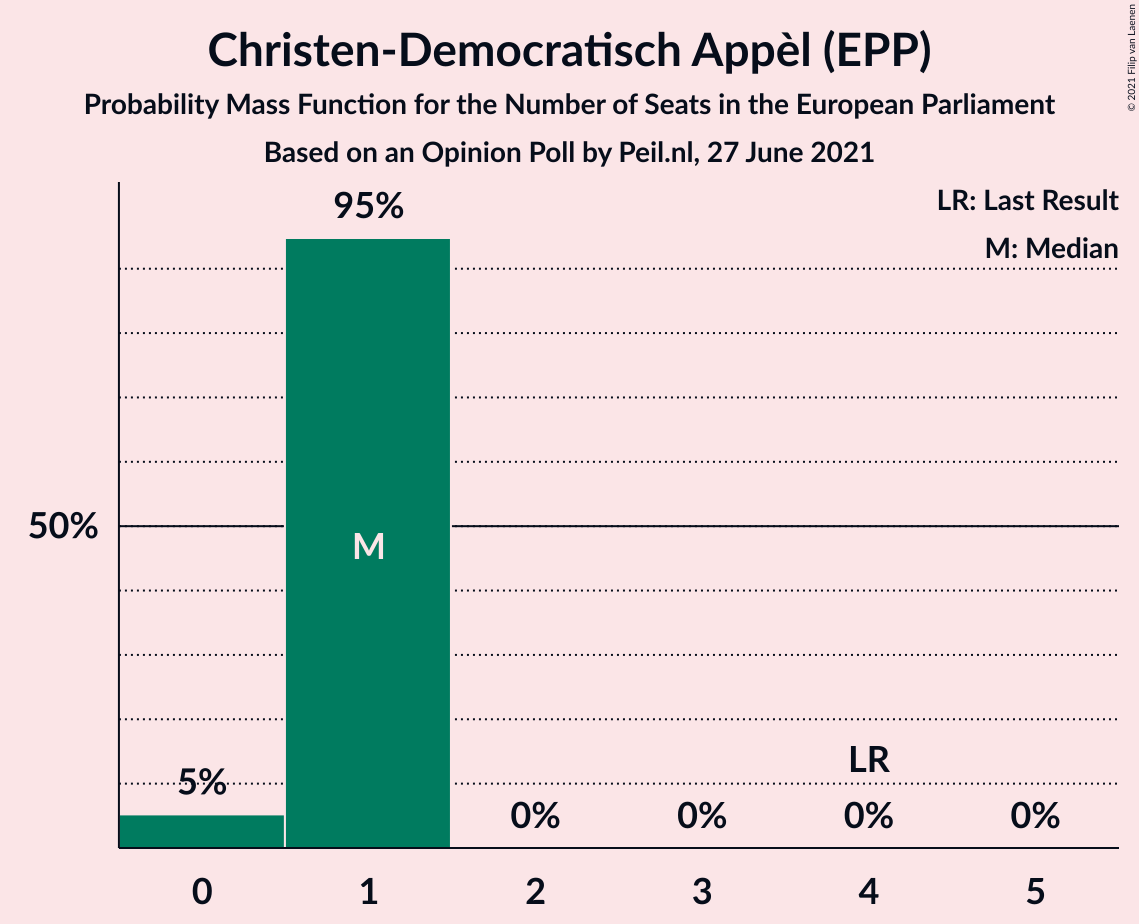 Christen-Democratisch Appèl (EPP)
Probability Mass Function for the Number of Seats in the European Parliament
Based on an Opinion Poll by Peil.nl, 27 June 2021
© 2021 Filip van Laenen
LR: Last Result
M: Median
95%
50%
M
LR
5%
0%
0%
0%
0%
0
1
2
3
4
5